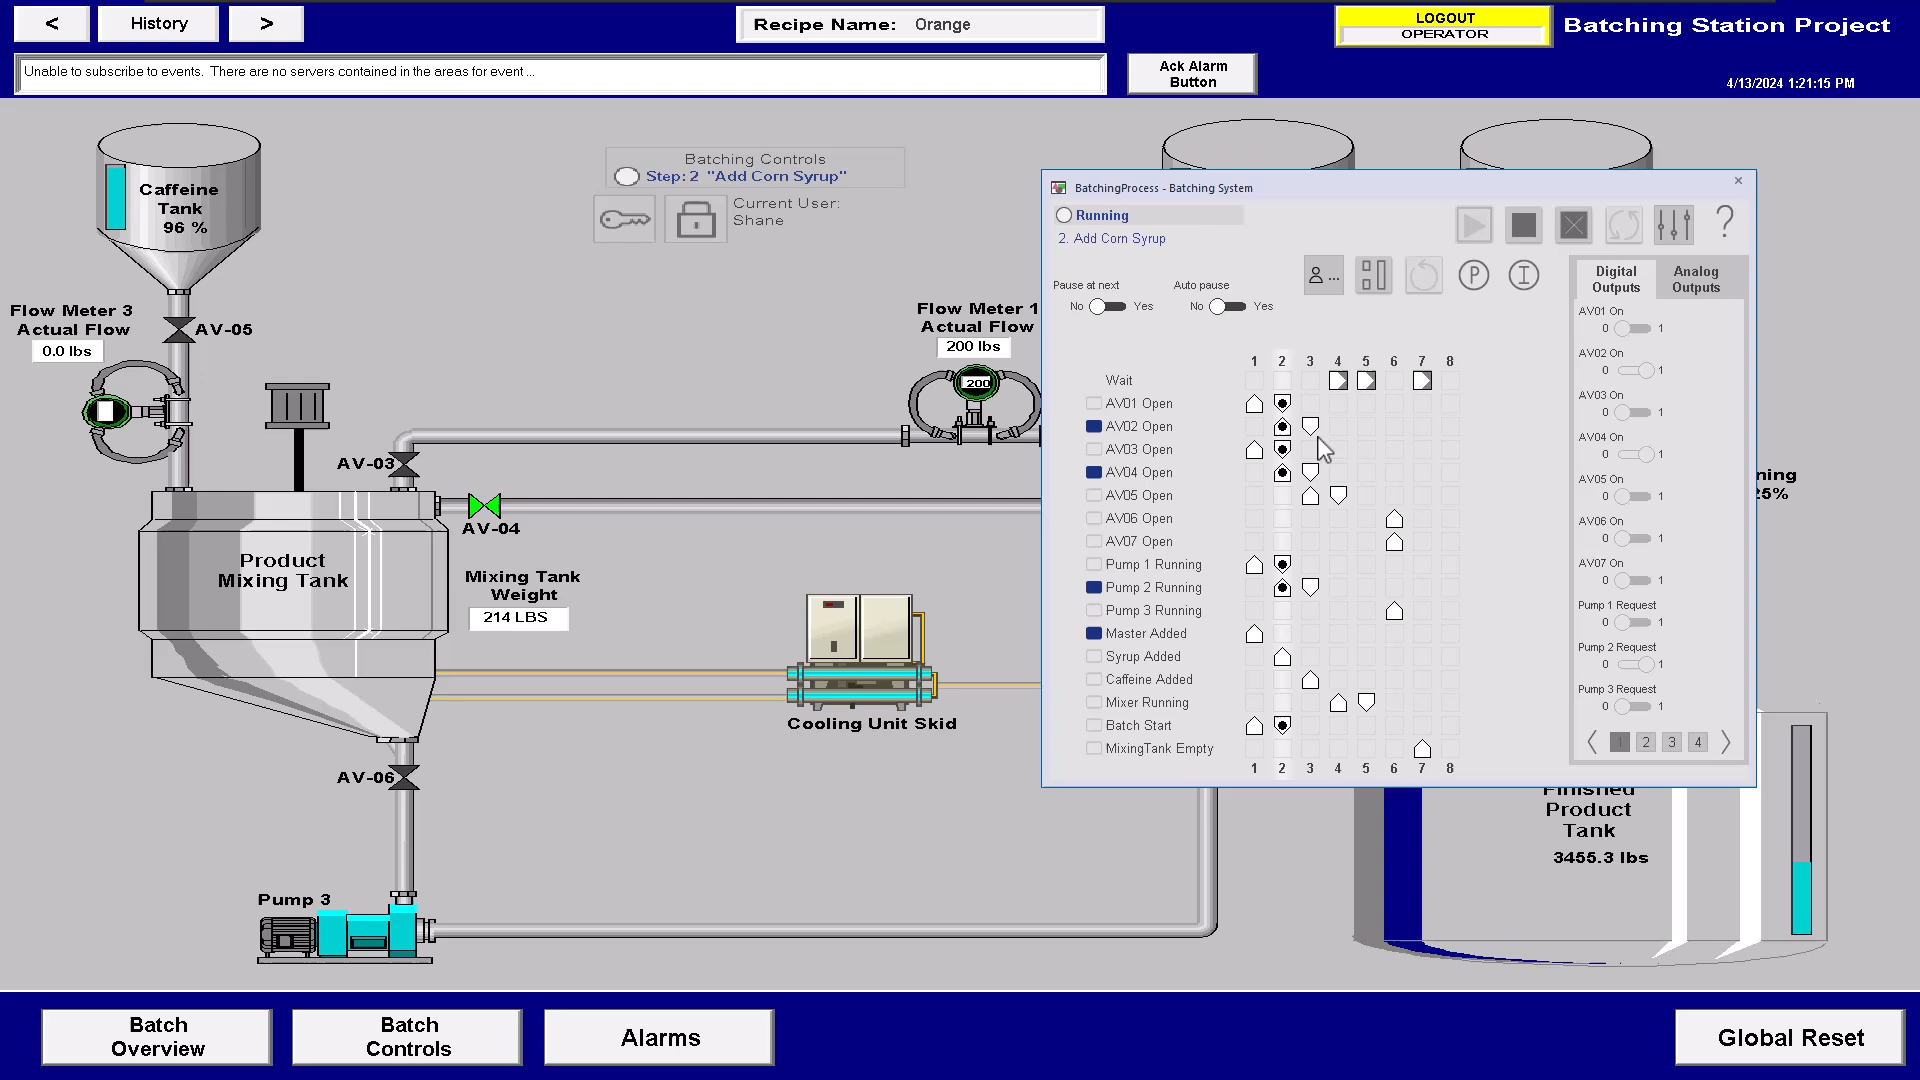 <
History
>
Recipe Name: Orange
LOGOUT
OPERATOR
Batching Station Project
Unable to subscribe to events. There are no servers contained in the areas for event ...
Ack Alarm
Button
4/13/2024 1:21:15 PM
Caffeine
Tank
96 %
Batching Controls
Step: 2 "Add Corn Syrup"
Current User:
Shane
Flow Meter 3
Actual Flow
0.0 lbs
AV-05
Flow Meter 1
Actual Flow
200 lbs
200
AV-03
AV-04
Product
Mixing Tank
Mixing Tank
Weight
214 LBS
Cooling Unit Skid
AV-06
Pump 3
BatchingProcess - Batching System
×
Running
2. Add Corn Syrup
?
Pause at next
No Yes
Auto pause
No Yes
...
P
I
1 2 3 4 5 6 7 8
Wait
AV01 Open
AV02 Open
AV03 Open
AV04 Open
AV05 Open
AV06 Open
AV07 Open
Pump 1 Running
Pump 2 Running
Pump 3 Running
Master Added
Syrup Added
Caffeine Added
Mixer Running
Batch Start
MixingTank Empty
1 2 3 4 5 6 7 8
Digital
Outputs
Analog
Outputs
AV01 On
0 1
AV02 On
0 1
AV03 On
0 1
AV04 On
0 1
AV05 On
0 1
AV06 On
0 1
AV07 On
0 1
Pump 1 Request
0 1
Pump 2 Request
0 1
Pump 3 Request
0 1
1 2 3 4
ning
25%
Finished
Product
Tank
3455.3 lbs
Batch
Overview
Batch
Controls
Alarms
Global Reset